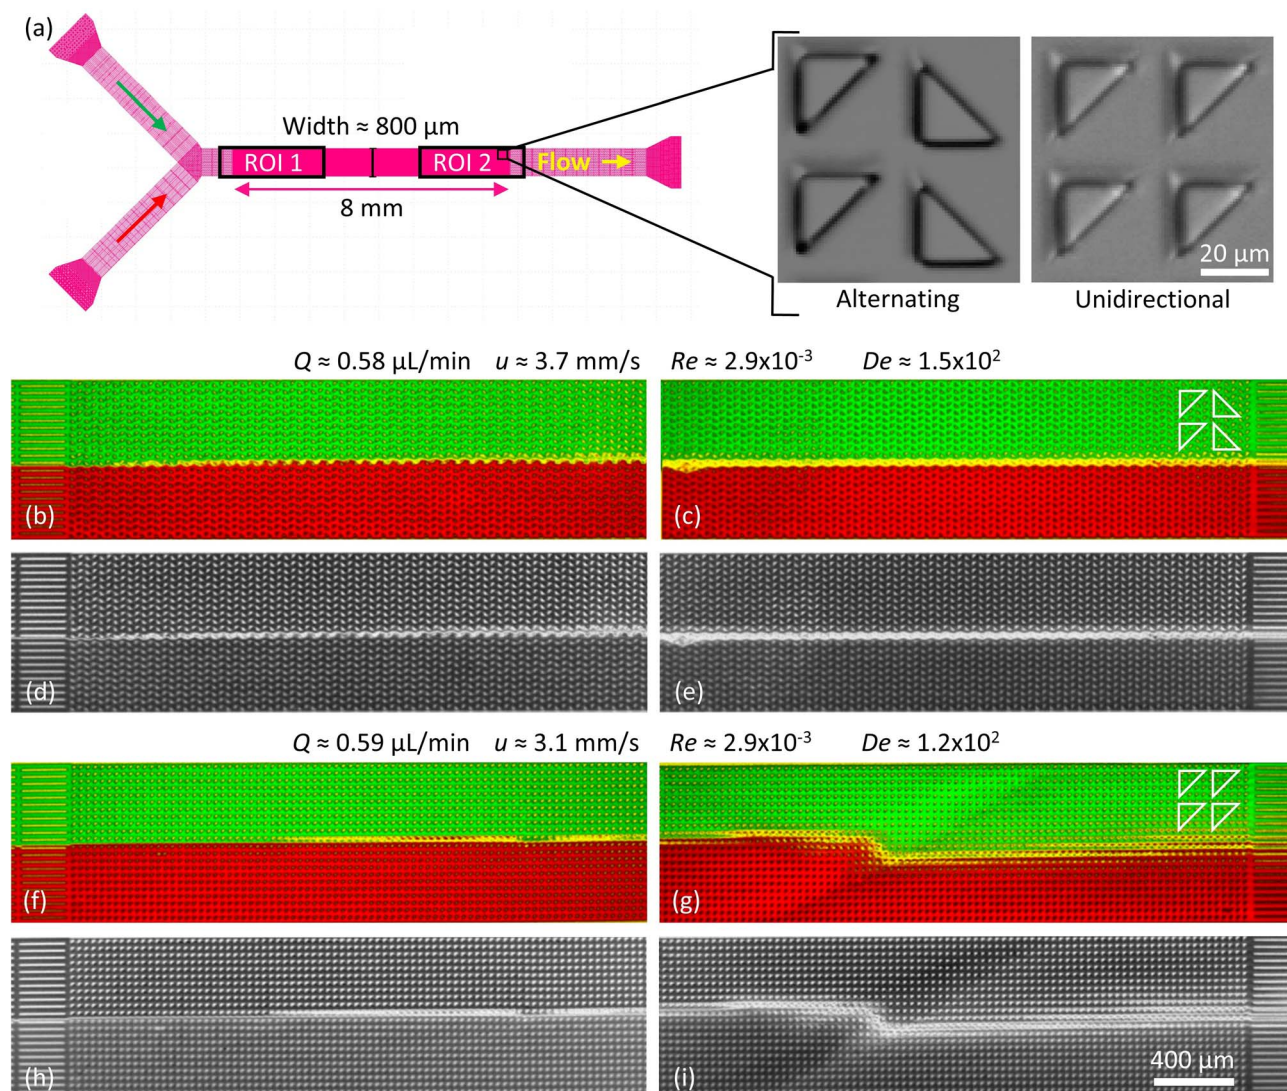 (a)
Width ≈ 800 µm
ROI 1
ROI 2
Flow
8 mm
20 µm
Alternating
Unidirectional
Q ≈ 0.58 µL/min u ≈ 3.7 mm/s Re ≈ 2.9x10⁻³ De ≈ 1.5x10²
(b)
(c)
(d)
(e)
Q ≈ 0.59 µL/min u ≈ 3.1 mm/s Re ≈ 2.9x10⁻³ De ≈ 1.2x10²
(f)
(g)
(h)
(i)
400 µm